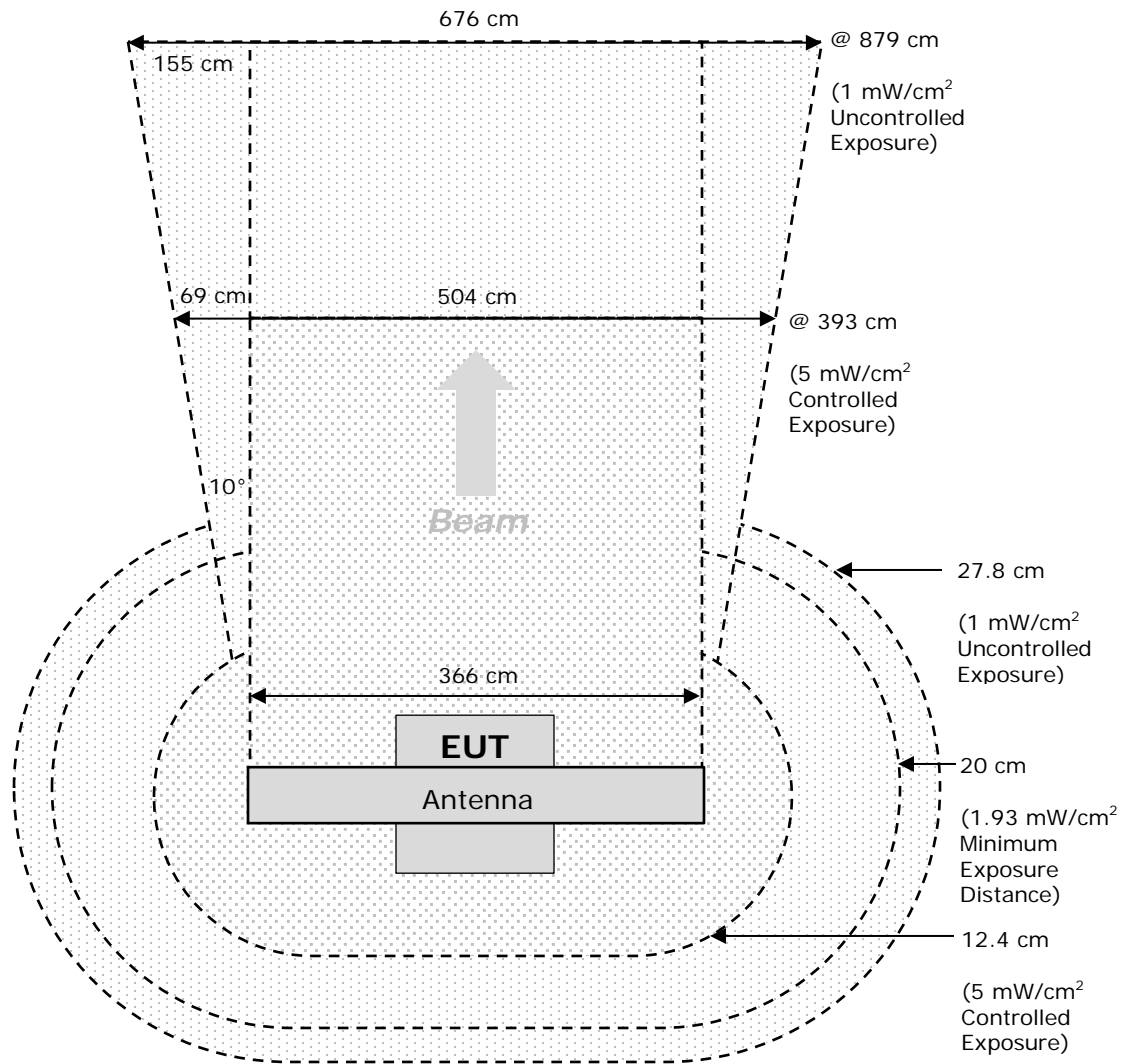 676 cm
@ 879 cm
155 cm
(1 mW/cm²
Uncontrolled
Exposure)
69 cm
504 cm
@ 393 cm
(5 mW/cm²
Controlled
Exposure)
10°
Beam
27.8 cm
(1 mW/cm²
Uncontrolled
Exposure)
366 cm
EUT
20 cm
Antenna
(1.93 mW/cm²
Minimum
Exposure
Distance)
12.4 cm
(5 mW/cm²
Controlled
Exposure)